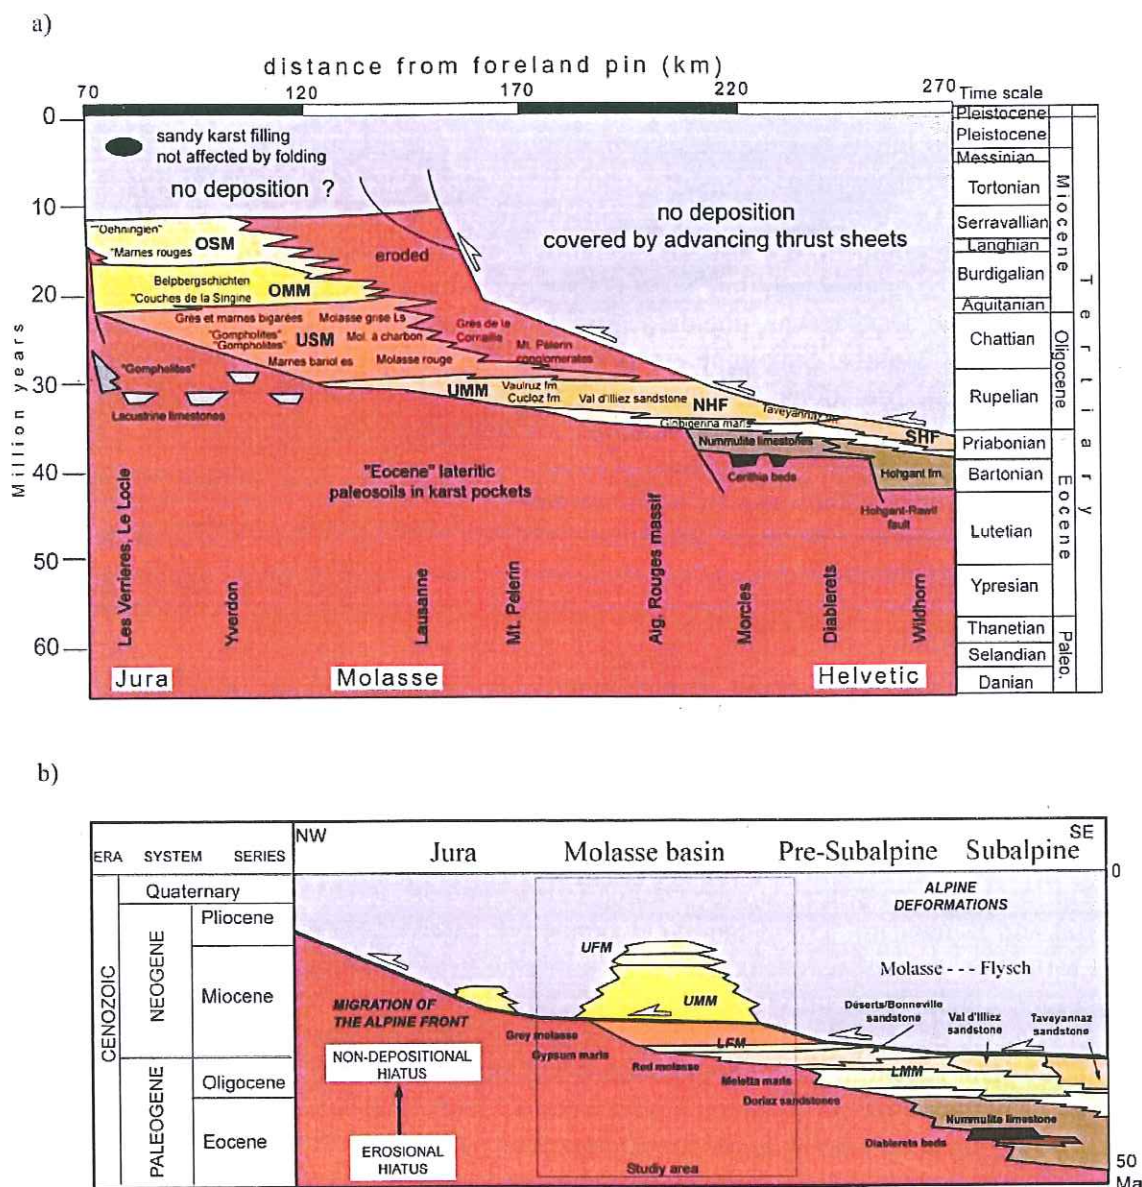 a)
distance from foreland pin (km)
70
120
170
220
270
Time scale
0
10
20
30
40
50
60
Million years
sandy karst filling
not affected by folding
no deposition ?
no deposition
covered by advancing thrust sheets
"Oehningien"
OSM
"Marnes rouges
eroded
Belpbergschichten
OMM
"Couches de la Singine
Grès et marnes bigarées
Molasse grise Ls
"Gompholites"
"Gompholites"
USM
Mol. à charbon
Grès de la
Cornalle
Mt. Pèlerin
conglomerates
Marnes bariol es
Molasse rouge
"Gompholites"
Lacustrine limestones
UMM
Vaulruz fm.
Cucloz fm.
Val d'Illiez sandstone
NHF
Taveyannaz
Globigerina marls
SHF
Nummulite limestones
Cerithia beds
Hohgant fm.
Hohgant-Rawil
fault
"Eocene" lateritic
paleosoils in karst pockets
Les Verrieres, Le Locle
Yverdon
Lausanne
Mt. Pelerin
Aig. Rouges massif
Morcles
Diablerets
Wildhorn
Jura
Molasse
Helvetic
Pleistocene
Pleistocene
Messinian
Tortonian
Serravallian
Langhian
Burdigalian
Aquitanian
Chattian
Rupelian
Priabonian
Bartonian
Lutetian
Ypresian
Thanetian
Selandian
Danian
Miocene
Oligocene
Eocene
Paleo.
Tertiary
b)
ERA
SYSTEM
SERIES
NW
SE
Jura
Molasse basin
Pre-Subalpine
Subalpine
0
CENOZOIC
Quaternary
NEOGENE
Pliocene
Miocene
PALEOGENE
Oligocene
Eocene
ALPINE
DEFORMATIONS
UFM
UMM
Molasse --- Flysch
MIGRATION OF
THE ALPINE FRONT
Déserts/Bonneville
sandstone
Val d'Illiez
sandstone
Taveyannaz
sandstone
Grey molasse
Gypsum marls
LFM
Red molasse
Meletta marls
LMM
Doriaz sandstones
NON-DEPOSITIONAL
HIATUS
EROSIONAL
HIATUS
Nummulite limestone
Diablerets beds
Studiy area
50
Ma